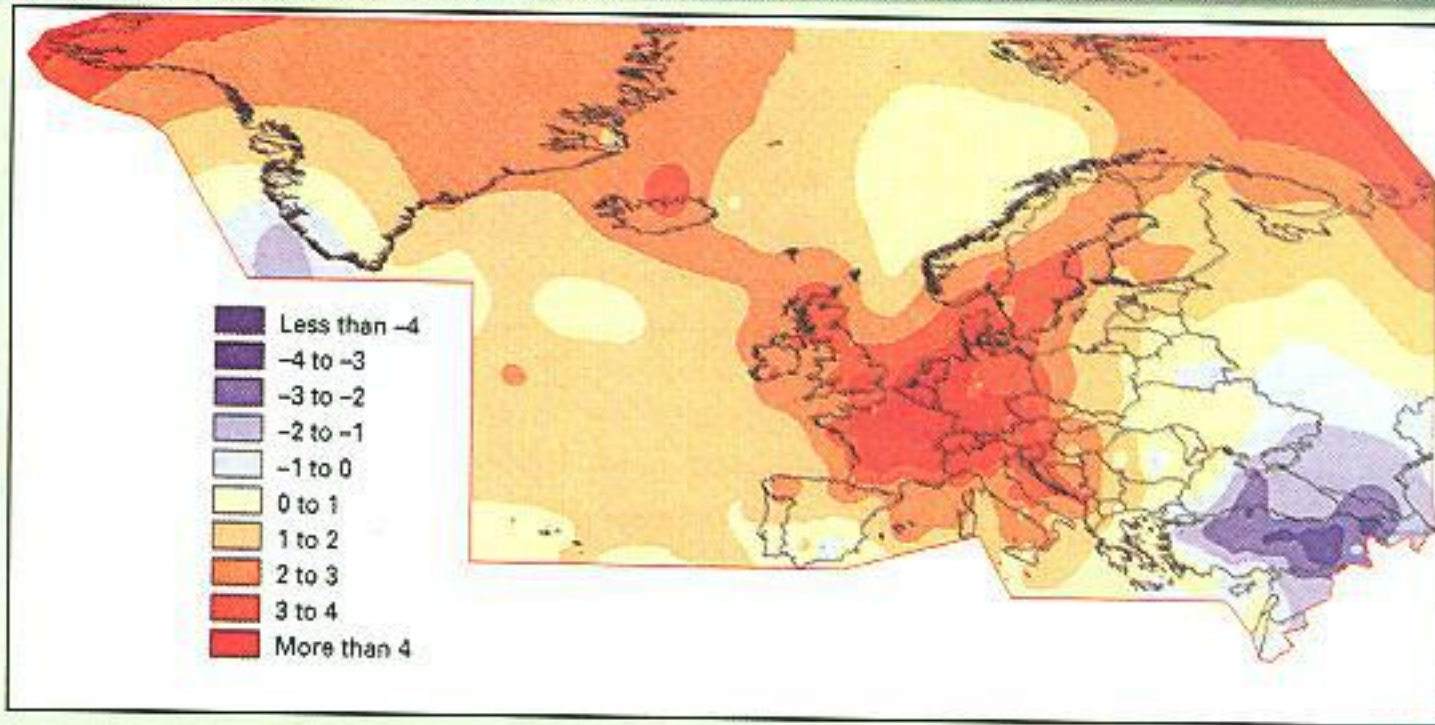 Less than –4
–4 to –3
–3 to –2
–2 to –1
–1 to 0
0 to 1
1 to 2
2 to 3
3 to 4
More than 4